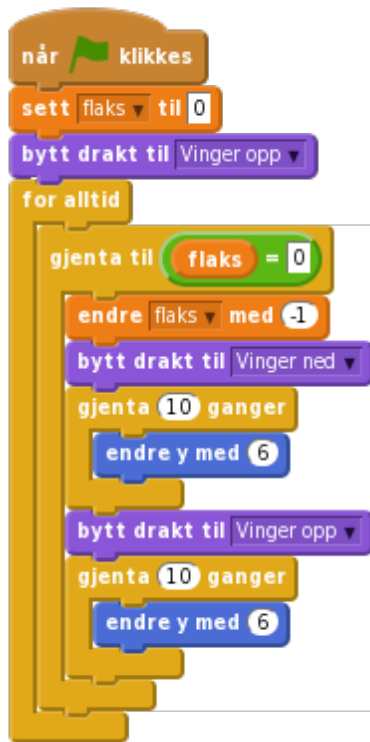 når klikkes
sett flaks til 0
bytt drakt til Vinger opp
for alltid
gjenta til flaks = 0
endre flaks med -1
bytt drakt til Vinger ned
gjenta 10 ganger
endre y med 6
bytt drakt til Vinger opp
gjenta 10 ganger
endre y med 6